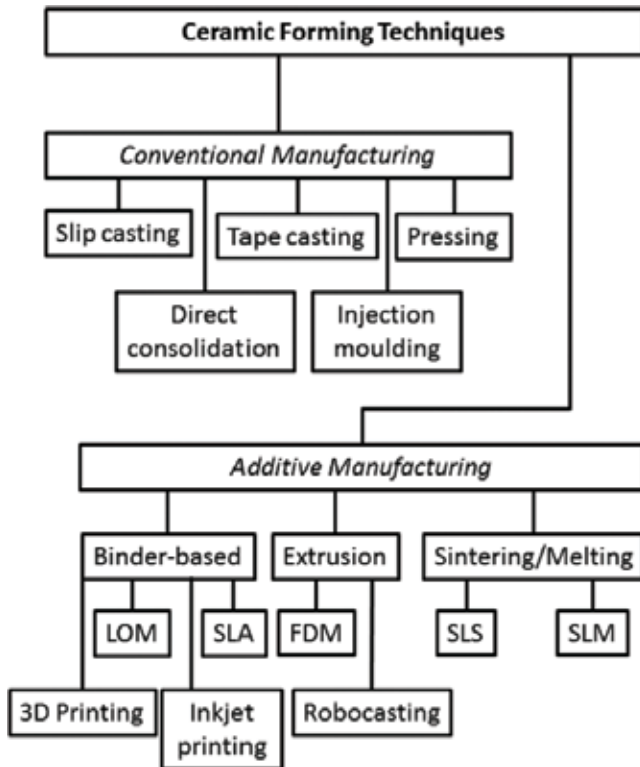 Ceramic Forming Techniques
Conventional Manufacturing
Slip casting
Tape casting
Pressing
Direct
consolidation
Injection
moulding
Additive Manufacturing
Binder-based
Extrusion
Sintering/Melting
LOM
SLA
FDM
SLS
SLM
3D Printing
Inkjet
printing
Robocasting